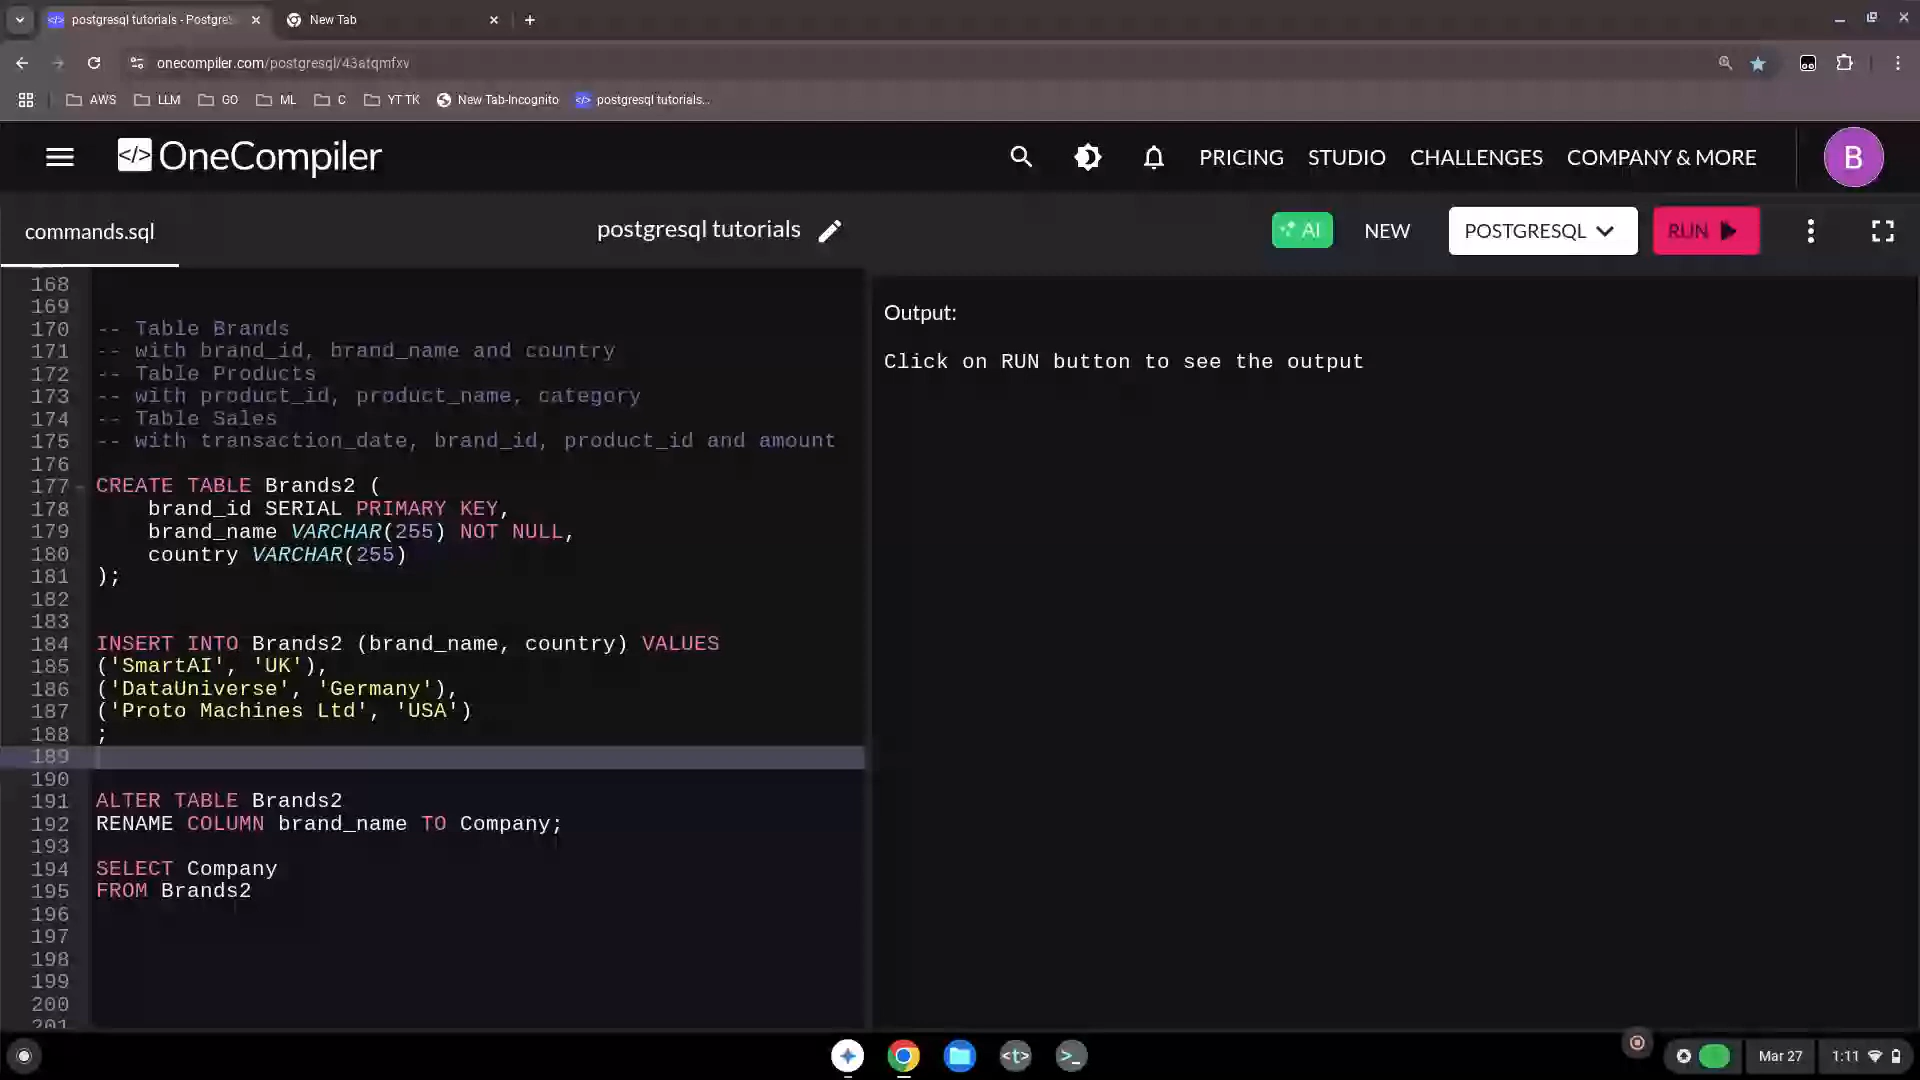 postgresql tutorials - Postgre
New Tab
onecompiler.com/postgresql/43atqmfxv
AWS
LLM
GO
ML
C
YT TK
New Tab-Incognito
postgresql tutorials...
</> OneCompiler
PRICING
STUDIO
CHALLENGES
COMPANY & MORE
B
commands.sql
postgresql tutorials
AI
NEW
POSTGRESQL
RUN
168
169
170 -- Table Brands
171 -- with brand_id, brand_name and country
172 -- Table Products
173 -- with product_id, product_name, category
174 -- Table Sales
175 -- with transaction_date, brand_id, product_id and amount
176
177 CREATE TABLE Brands2 (
178 brand_id SERIAL PRIMARY KEY,
179 brand_name VARCHAR(255) NOT NULL,
180 country VARCHAR(255)
181 );
182
183
184 INSERT INTO Brands2 (brand_name, country) VALUES
185 ('SmartAI', 'UK'),
186 ('DataUniverse', 'Germany'),
187 ('Proto Machines Ltd', 'USA')
188 ;
189
190
191 ALTER TABLE Brands2
192 RENAME COLUMN brand_name TO Company;
193
194 SELECT Company
195 FROM Brands2
196
197
198
199
200
201
Output:
Click on RUN button to see the output
<t>
>_
Mar 27
1:11